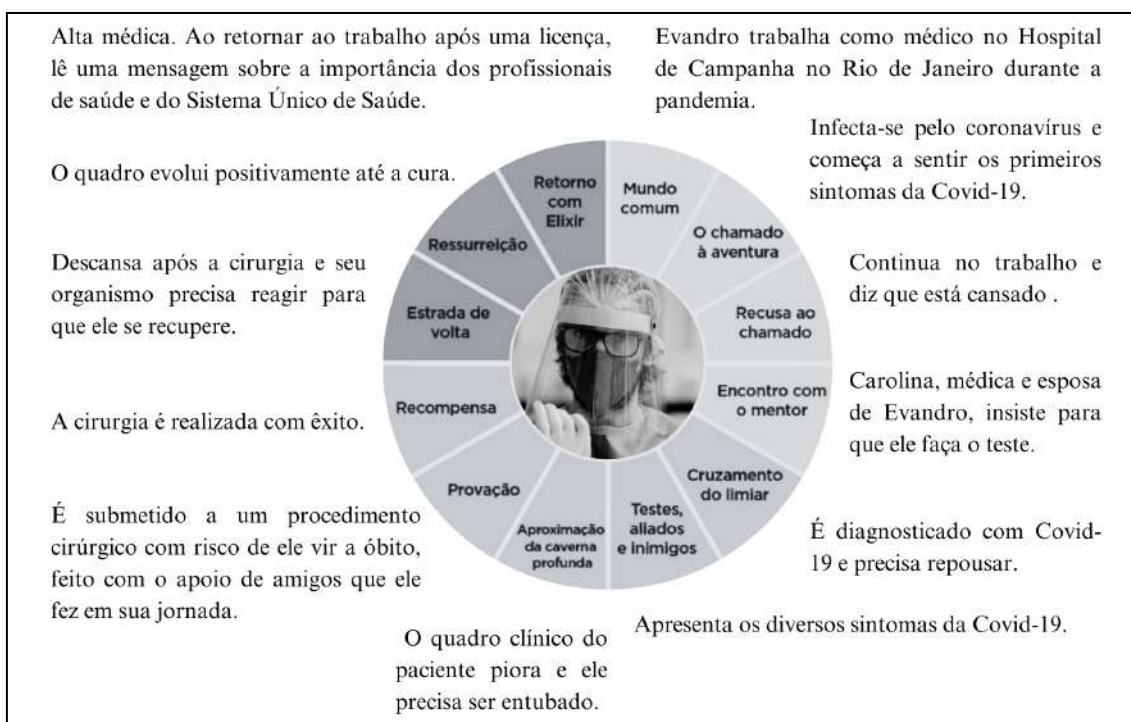 Alta médica. Ao retornar ao trabalho após uma licença,
lê uma mensagem sobre a importância dos profissionais
de saúde e do Sistema Único de Saúde.
Evandro trabalha como médico no Hospital
de Campanha no Rio de Janeiro durante a
pandemia.
Infecta-se pelo coronavírus e
começa a sentir os primeiros
sintomas da Covid-19.
O quadro evolui positivamente até a cura.
Retorno
com
Elixir
Mundo
comum
O chamado
à aventura
Ressurreição
Descansa após a cirurgia e seu
organismo precisa reagir para
que ele se recupere.
Continua no trabalho e
diz que está cansado .
Estrada de
volta
Recusa ao
chamado
Carolina, médica e esposa
de Evandro, insiste para
que ele faça o teste.
Recompensa
Encontro com
o mentor
A cirurgia é realizada com êxito.
Provação
Cruzamento
do limiar
Aproximação
da caverna
profunda
Testes,
aliados
e inimigos
É submetido a um procedimento
cirúrgico com risco de ele vir a óbito,
feito com o apoio de amigos que ele
fez em sua jornada.
É diagnosticado com Covid-
19 e precisa repousar.
Apresenta os diversos sintomas da Covid-19.
O quadro clínico do
paciente piora e ele
precisa ser entubado.